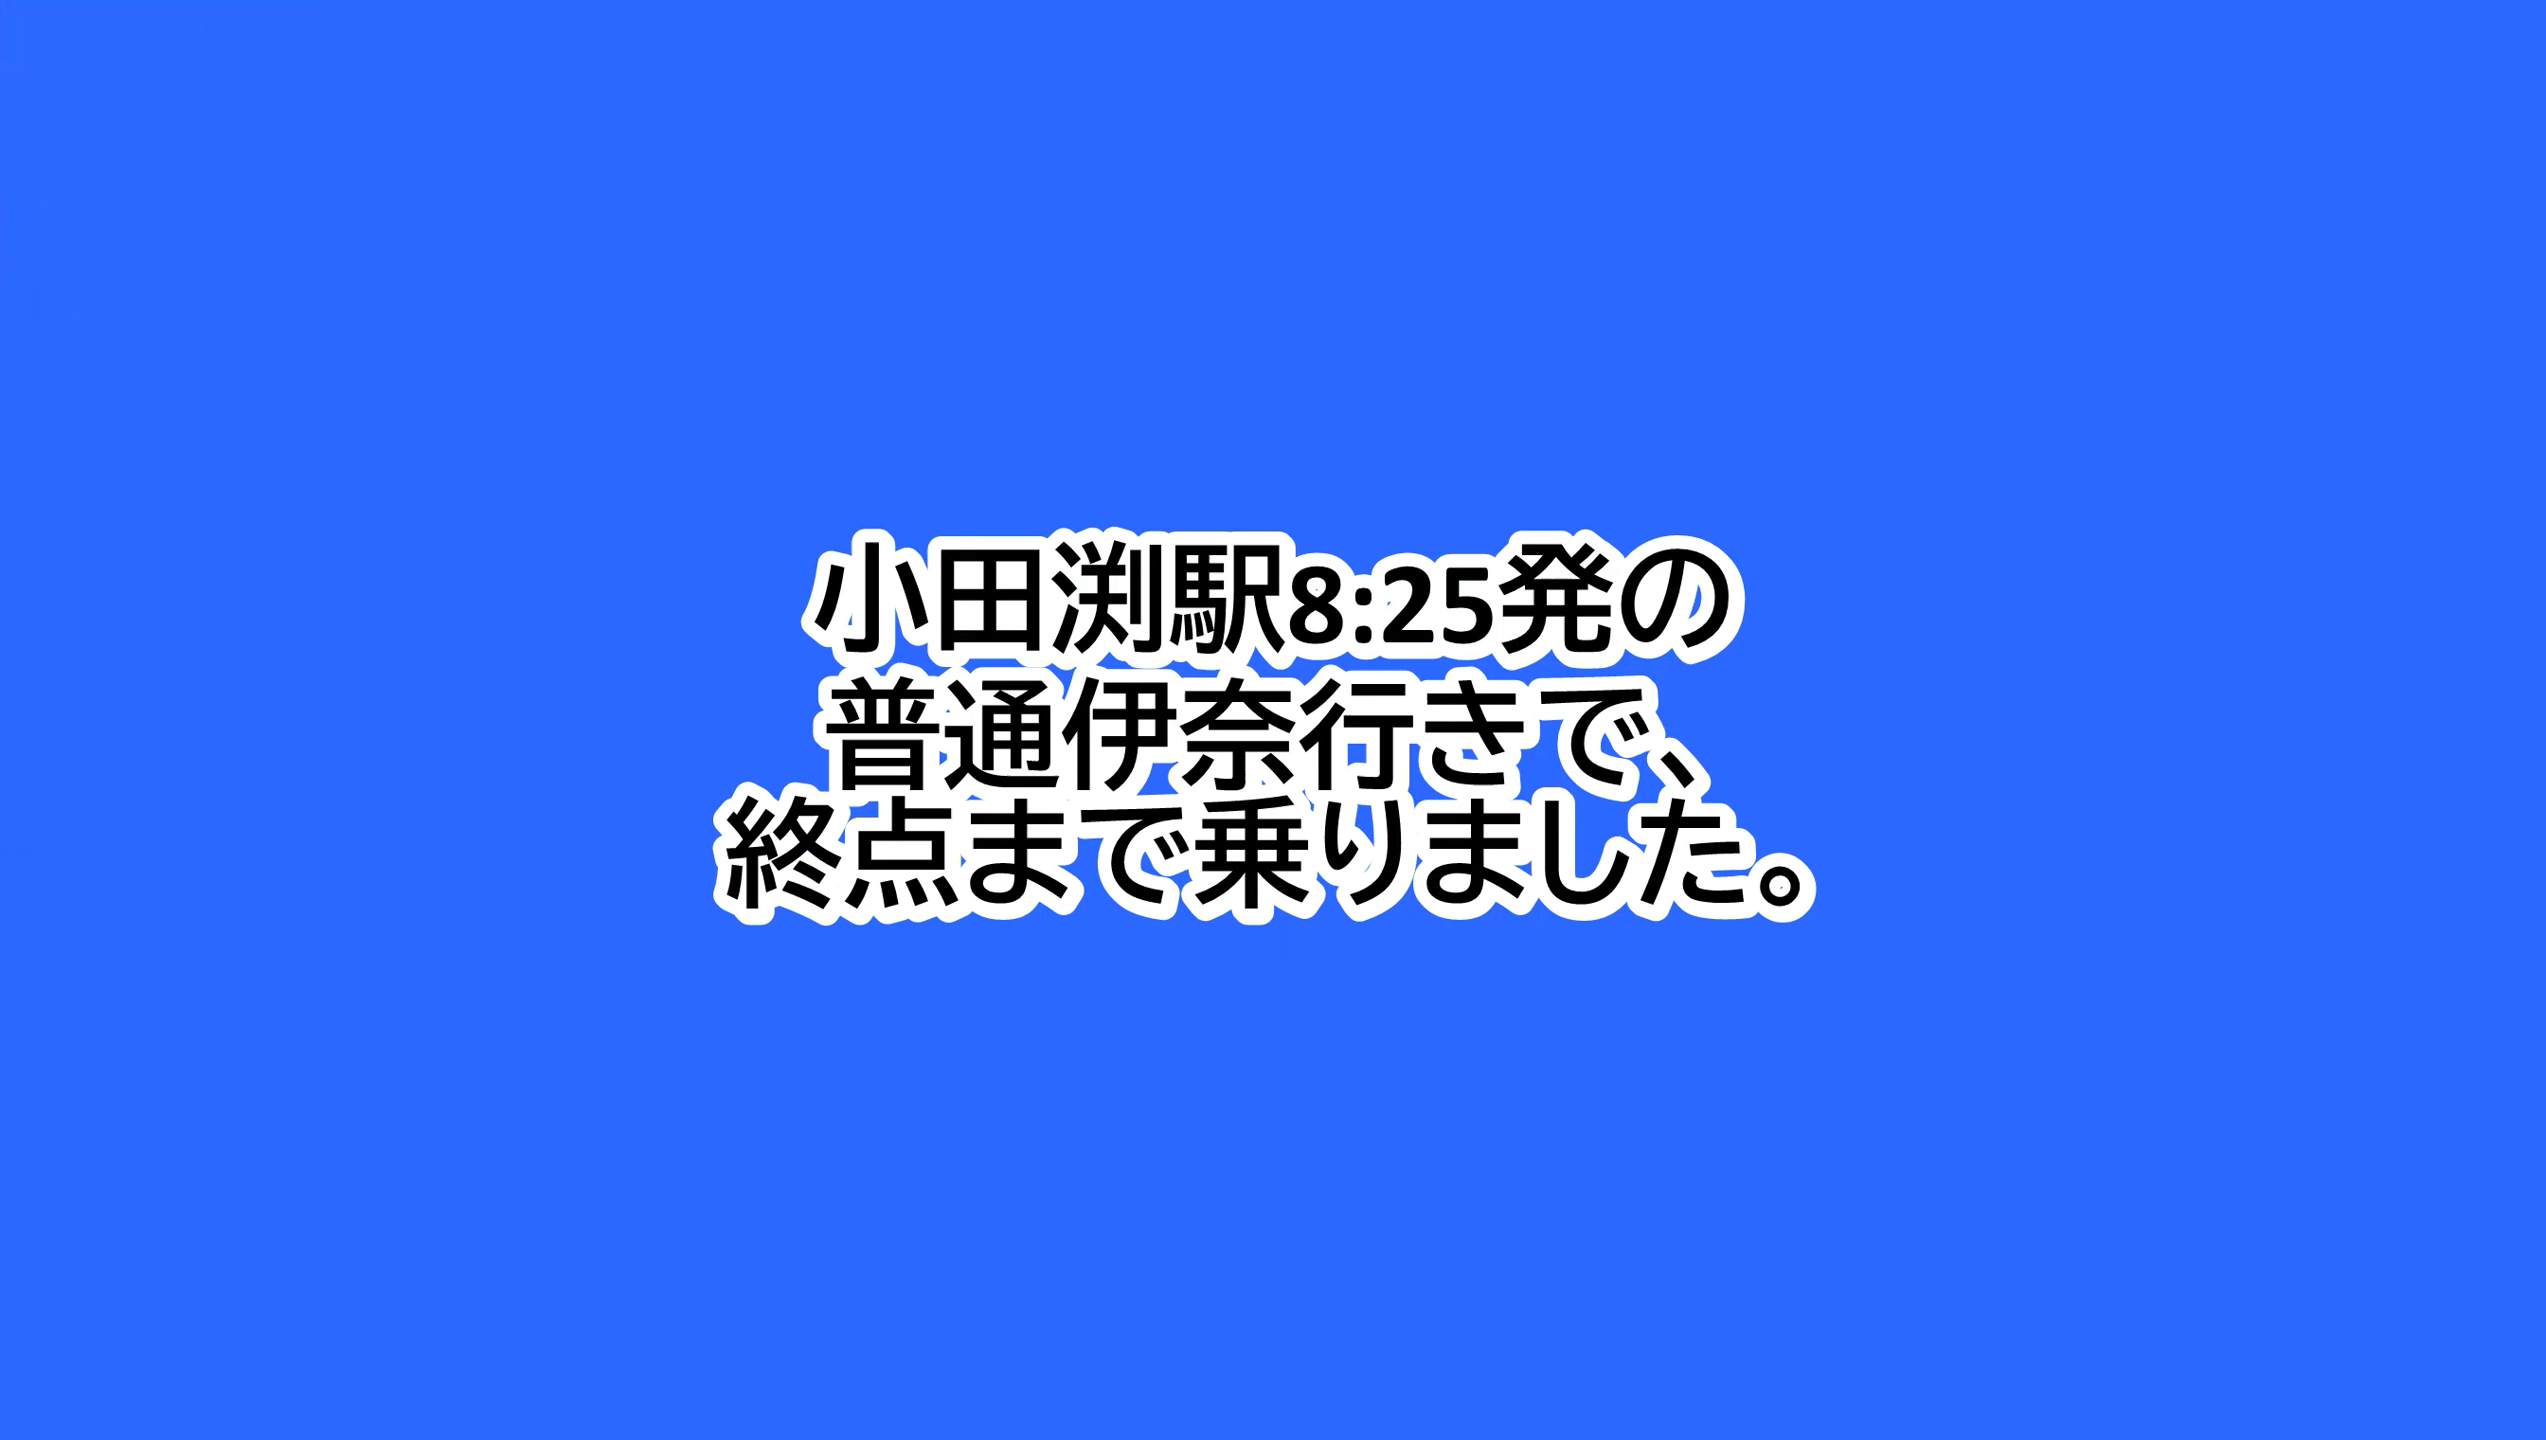 小田渕駅8:25発の
普通伊奈行きで、
終点まで乗りました。